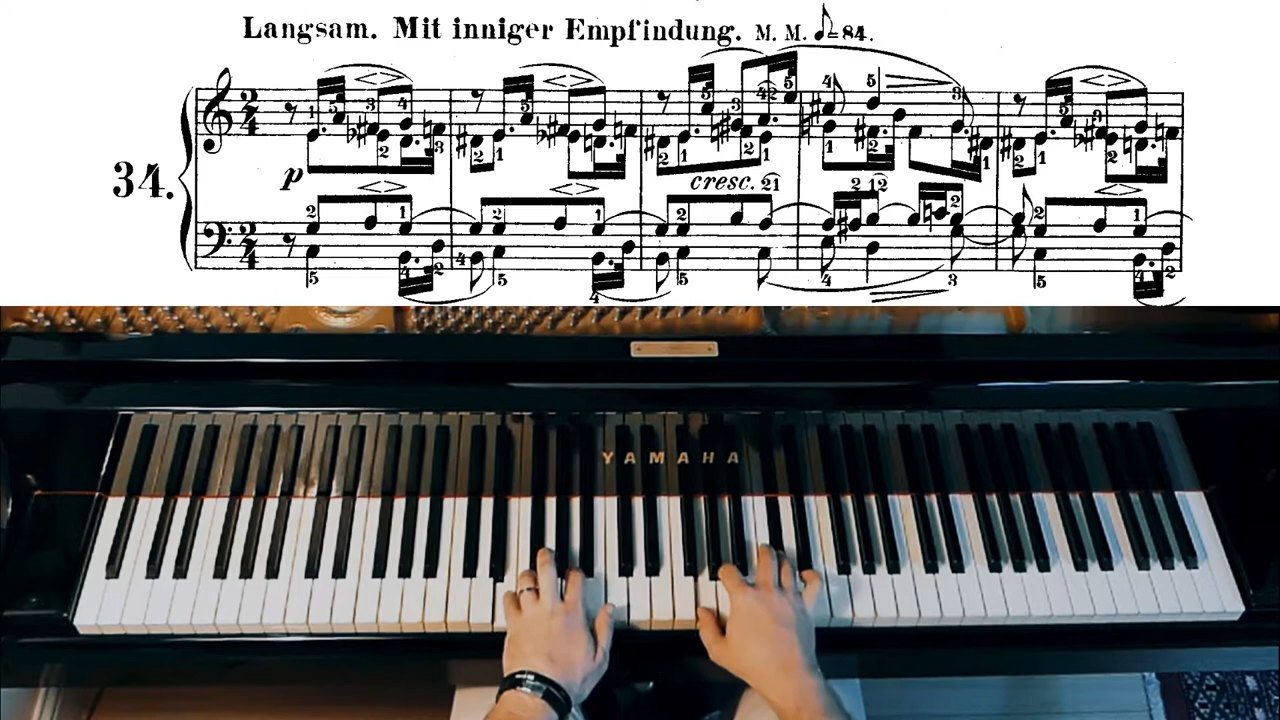 Langsam. Mit inniger Empfindung. M. M. ♪=84.
34.
p
cresc.
YAMAHA